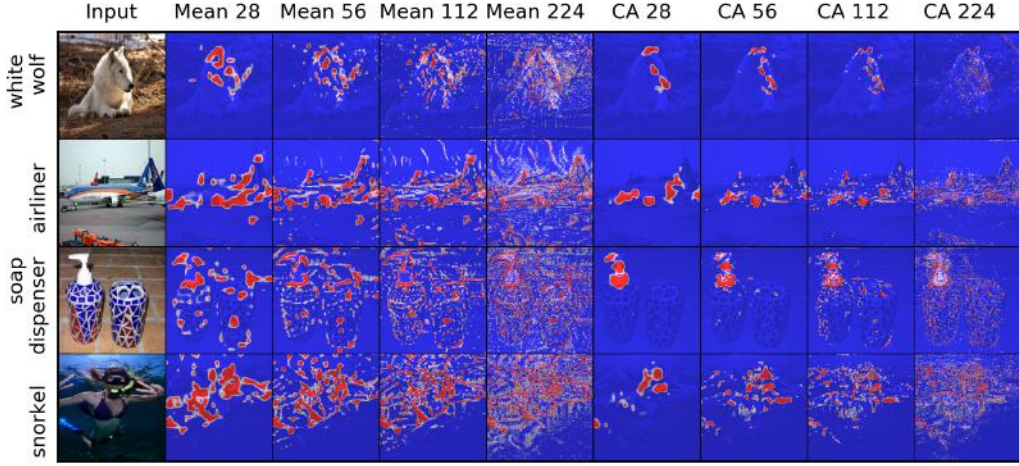 Input Mean 28 Mean 56 Mean 112 Mean 224 CA 28 CA 56 CA 112 CA 224
white
wolf
airliner
soap
dispenser
snorkel